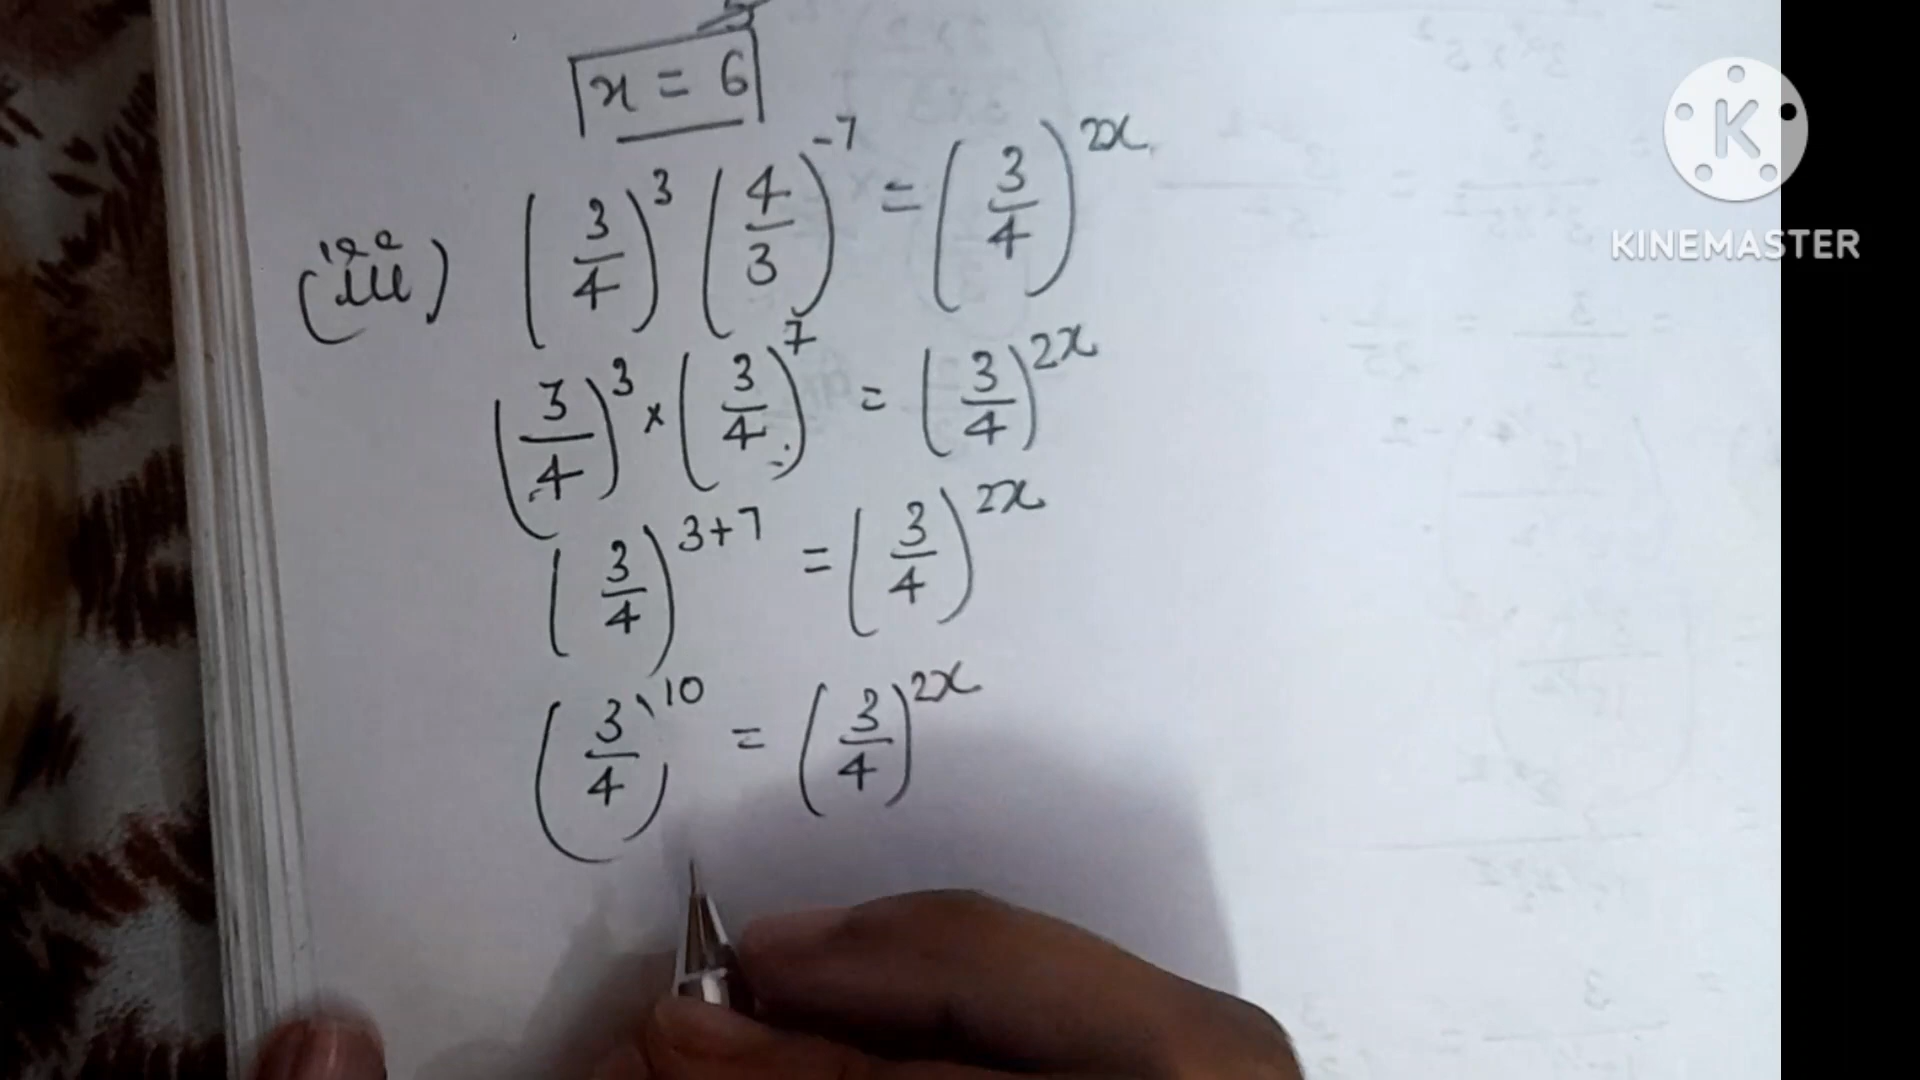 x = 6
(iii) (3/4)^3 (4/3)^-7 = (3/4)^2x
(3/4)^3 × (3/4)^7 = (3/4)^2x
(3/4)^3+7 = (3/4)^2x
(3/4)^10 = (3/4)^2x
K
KINEMASTER